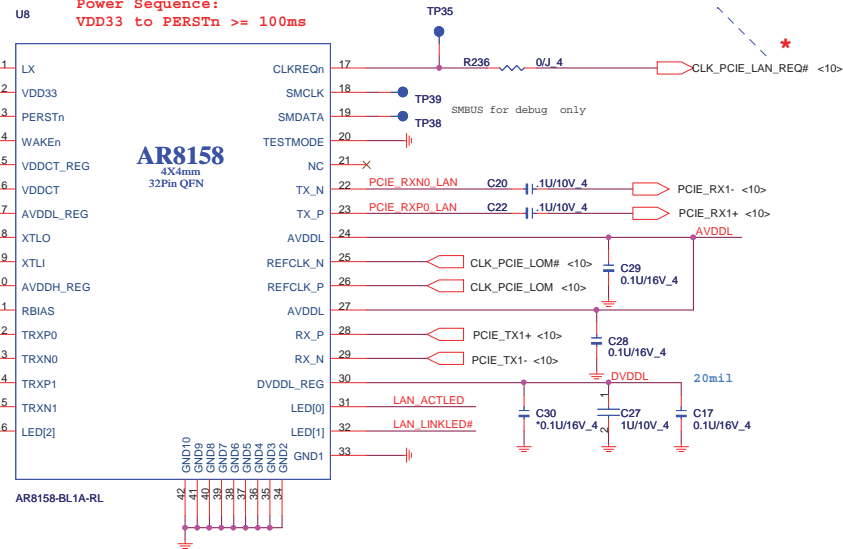 Power Sequence:
VDD33 to PERSTn >= 100ms
U8
TP35
*
1 LX
2 VDD33
3 PERSTn
4 WAKEn
5 VDDCT_REG
6 VDDCT
7 AVDDL_REG
8 XTLO
9 XTLI
0 AVDDH_REG
1 RBIAS
2 TRXP0
3 TRXN0
4 TRXP1
5 TRXN1
6 LED[2]
AR8158
4X4mm
32Pin QFN
CLKREQn 17 R236 0/J_4 CLK_PCIE_LAN_REQ# <10>
SMCLK 18 TP39
SMDATA 19 TP38
SMBUS for debug only
TESTMODE 20
NC 21
TX_N 22 PCIE_RXN0_LAN C20 .1U/10V_4 PCIE_RX1- <10>
TX_P 23 PCIE_RXP0_LAN C22 .1U/10V_4 PCIE_RX1+ <10>
AVDDL 24 AVDDL
REFCLK_N 25 CLK_PCIE_LOM# <10>
C29
0.1U/16V_4
REFCLK_P 26 CLK_PCIE_LOM <10>
AVDDL 27
RX_P 28 PCIE_TX1+ <10>
C28
0.1U/16V_4
RX_N 29 PCIE_TX1- <10>
DVDDL_REG 30 DVDDL
20mil
LED[0] 31 LAN_ACTLED
LED[1] 32 LAN_LINKLED#
1
2
C30
*0.1U/16V_4
C27
1U/10V_4
C17
0.1U/16V_4
GND1 33
GND10 GND9 GND8 GND7 GND6 GND5 GND4 GND3 GND2
42 41 40 39 38 37 36 35 34
AR8158-BL1A-RL